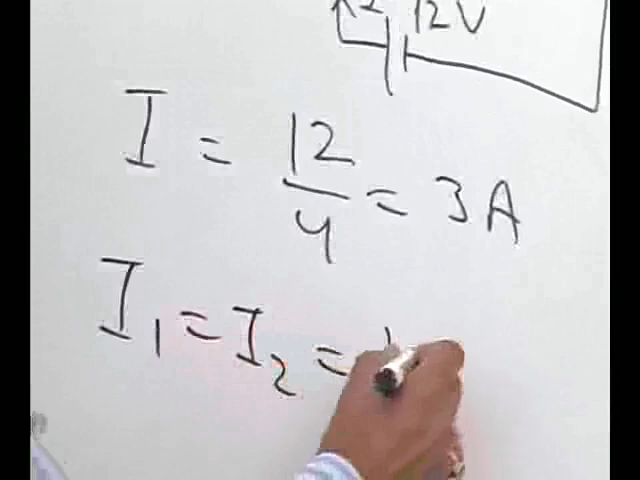 I 12V
I = 12/4 = 3 A
I₁ = I₂ =